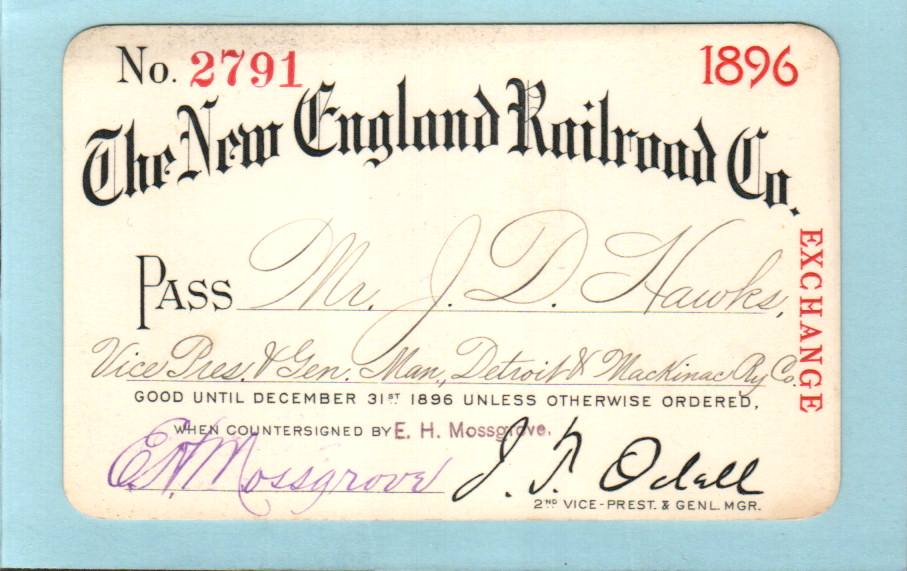 No. 2791
1896
The New England Railroad Co.
PASS Mr. J. D. Hawks,
Vice Pres. & Gen. Man., Detroit & Mackinac Ry Co.
EXCHANGE
GOOD UNTIL DECEMBER 31ST 1896 UNLESS OTHERWISE ORDERED,
WHEN COUNTERSIGNED BY E. H. Mossgrove.
E. H. Mossgrove
J. T. Odell
2ND VICE-PREST. & GENL. MGR.